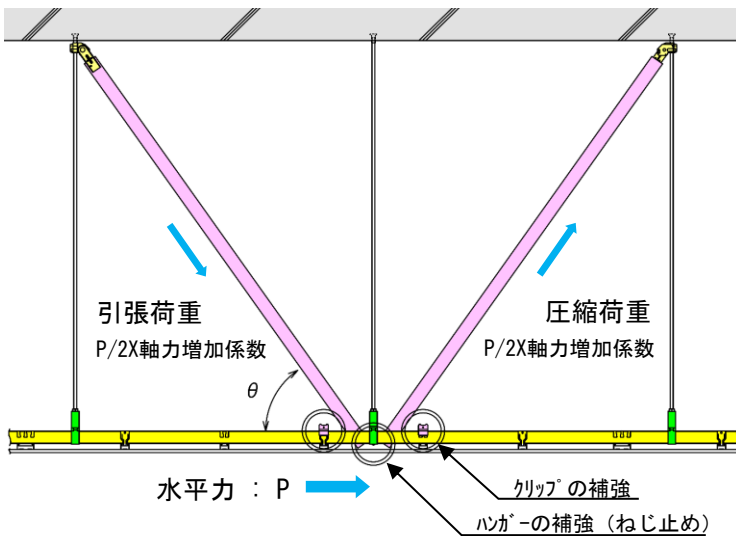 引張荷重
P/2X軸力増加係数
圧縮荷重
P/2X軸力増加係数
θ
水平力 : P
ｸﾘｯﾌﾟの補強
ﾊﾝｶﾞｰの補強（ねじ止め）